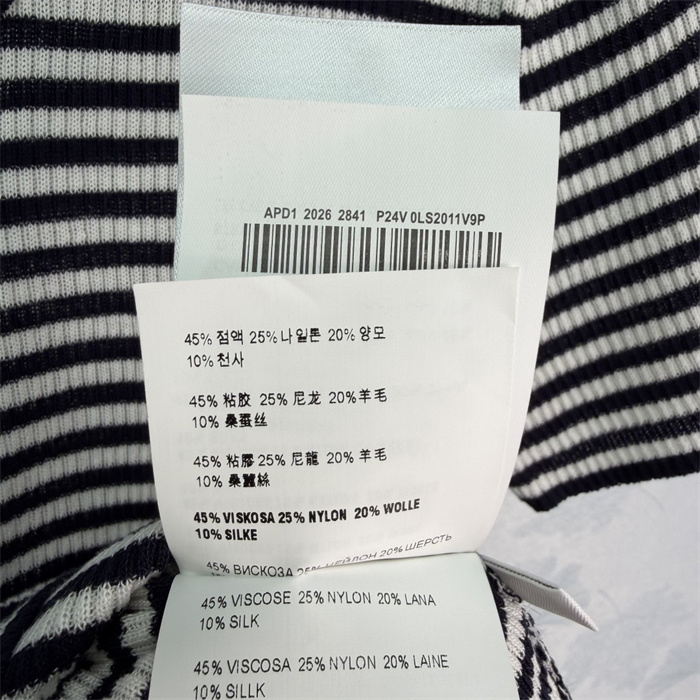 APD1 2026 2841 P24V 0LS2011V9P
45% 점액 25% 나일론 20% 양모
10% 천사
45% 粘胶 25% 尼龙 20%羊毛
10% 桑蚕丝
45% 粘膠 25% 尼龍 20% 羊毛
10% 桑蠶絲
45% VISKOSA 25% NYLON 20% WOLLE
10% SILKE
45% ВИСКОЗА 25% НЕЙЛОН 20% ШЕРСТЬ
45% VISCOSE 25% NYLON 20% LANA
10% SILK
45% VISCOSA 25% NYLON 20% LAINE
10% SILLK